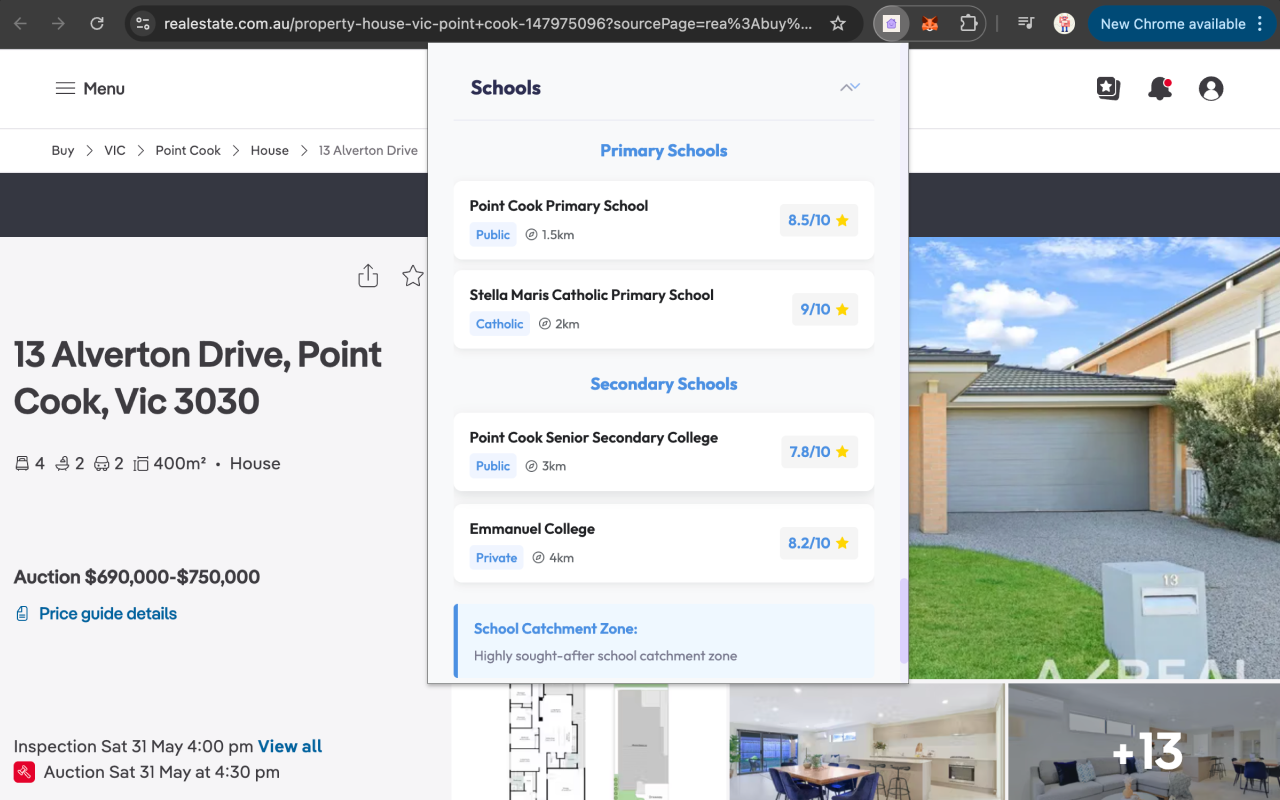 realestate.com.au/property-house-vic-point+cook-147975096?sourcePage=rea%3Abuy%...
New Chrome available
Menu
Buy > VIC > Point Cook > House > 13 Alverton Drive
13 Alverton Drive, Point
Cook, Vic 3030
4 2 2 400m² • House
Auction $690,000-$750,000
Price guide details
Inspection Sat 31 May 4:00 pm View all
Auction Sat 31 May at 4:30 pm
Schools
Primary Schools
Point Cook Primary School
Public 1.5km
8.5/10
Stella Maris Catholic Primary School
Catholic 2km
9/10
Secondary Schools
Point Cook Senior Secondary College
Public 3km
7.8/10
Emmanuel College
Private 4km
8.2/10
School Catchment Zone:
Highly sought-after school catchment zone
13
+13